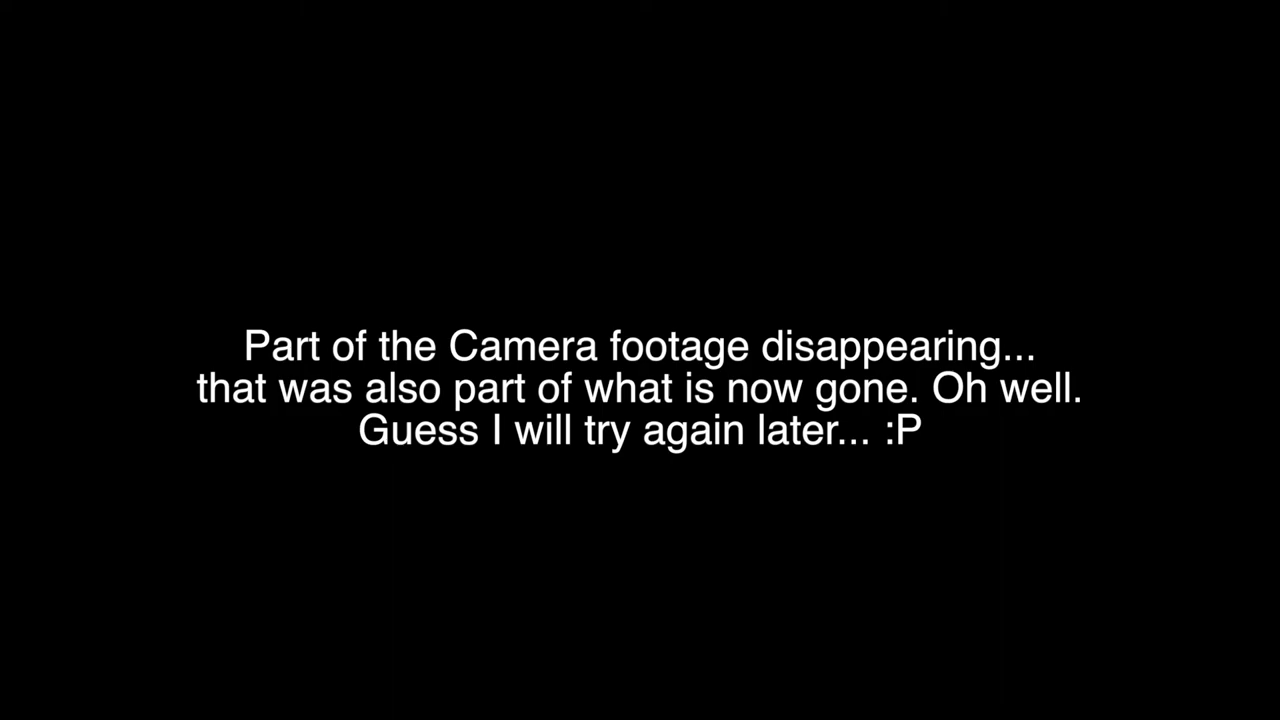 Part of the Camera footage disappearing...
that was also part of what is now gone. Oh well.
Guess I will try again later... :P